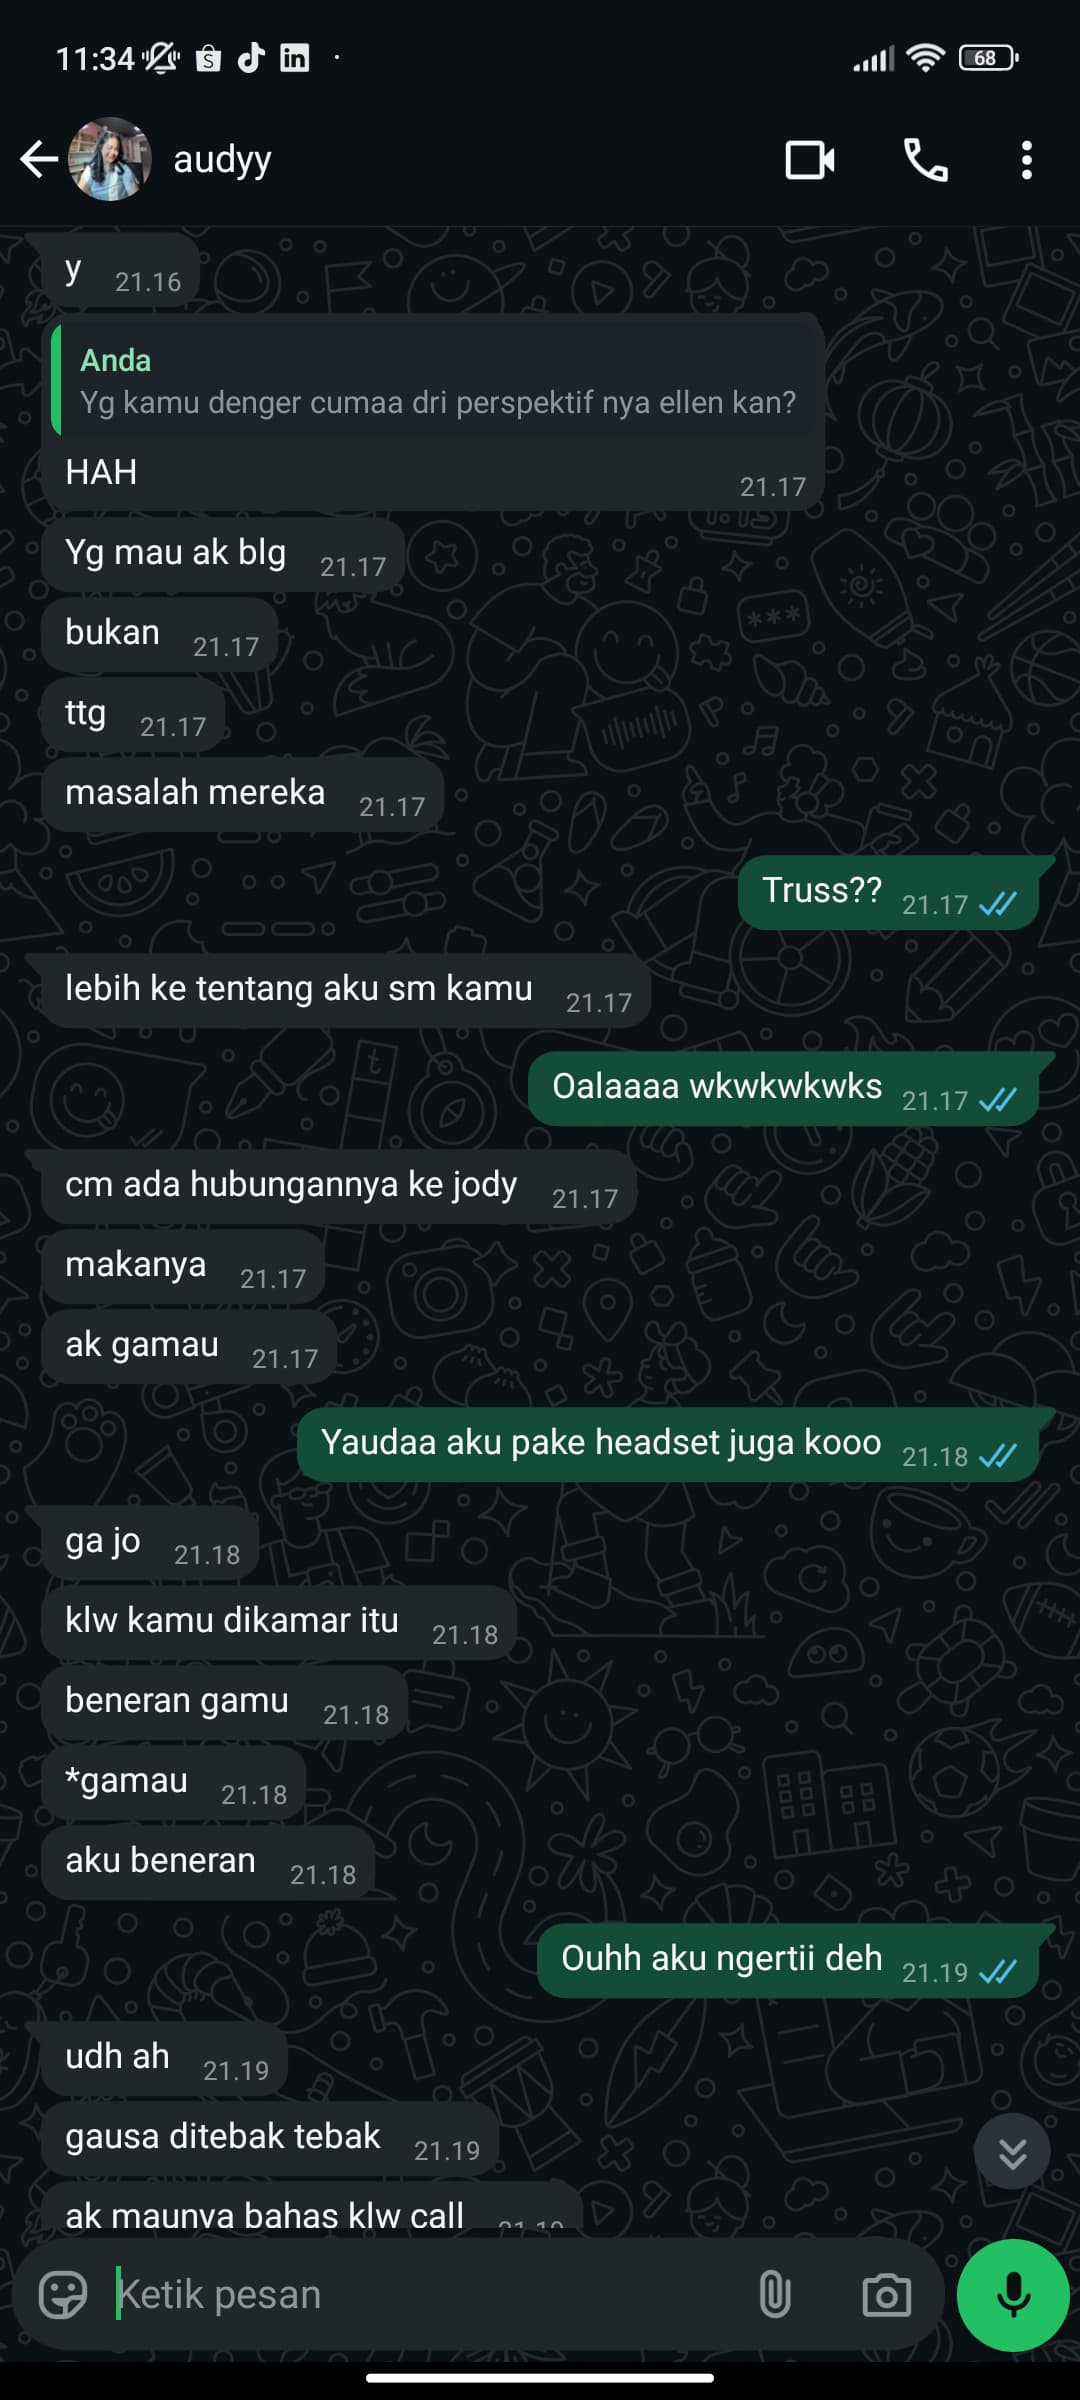 11:34
68
audyy
y 21.16
Anda
Yg kamu denger cumaa dri perspektif nya ellen kan?
HAH 21.17
Yg mau ak blg 21.17
bukan 21.17
ttg 21.17
masalah mereka 21.17
Truss?? 21.17
lebih ke tentang aku sm kamu 21.17
Oalaaaa wkwkwkwks 21.17
cm ada hubungannya ke jody 21.17
makanya 21.17
ak gamau 21.17
Yaudaa aku pake headset juga kooo 21.18
ga jo 21.18
klw kamu dikamar itu 21.18
beneran gamu 21.18
*gamau 21.18
aku beneran 21.18
Ouhh aku ngertii deh 21.19
udh ah 21.19
gausa ditebak tebak 21.19
ak maunya bahas klw call 21.19
Ketik pesan